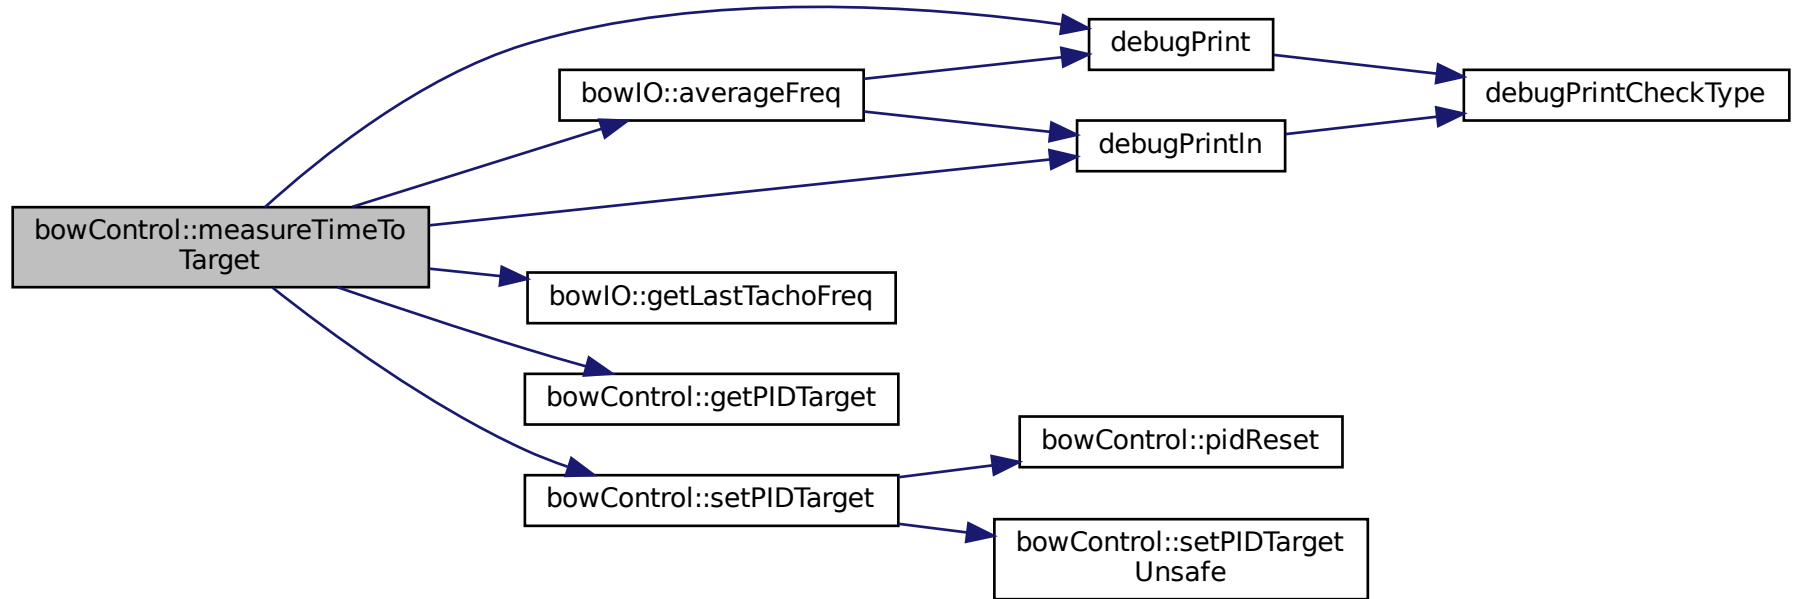 debugPrint
bowIO::averageFreq
debugPrintCheckType
debugPrintln
bowControl::measureTimeTo
Target
bowIO::getLastTachoFreq
bowControl::getPIDTarget
bowControl::pidReset
bowControl::setPIDTarget
bowControl::setPIDTarget
Unsafe